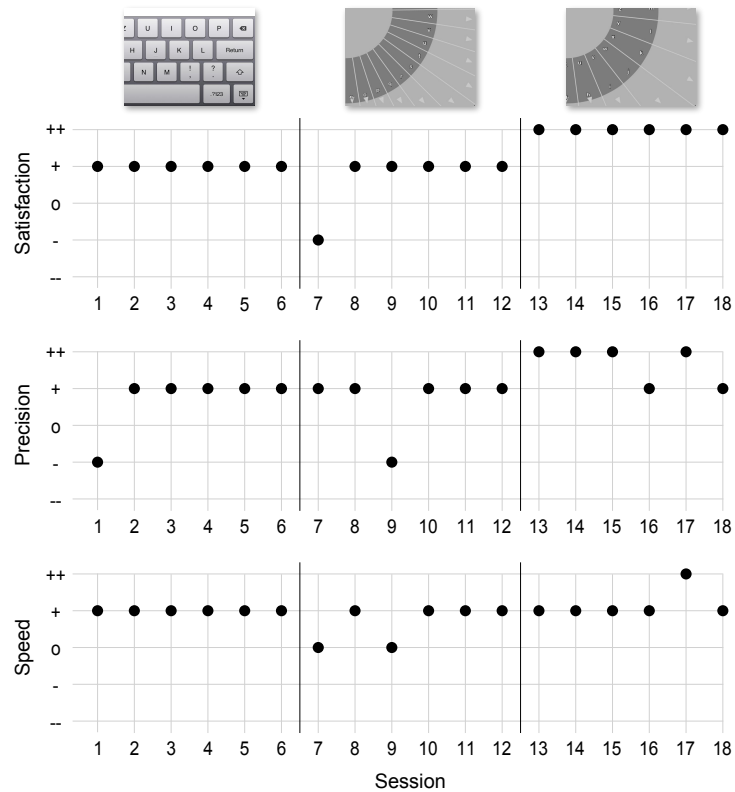 Z U I O P
H J K L Return
N M ! , ? .
.?123
Satisfaction
++
+
o
-
--
1 2 3 4 5 6 7 8 9 10 11 12 13 14 15 16 17 18
Precision
++
+
o
-
--
1 2 3 4 5 6 7 8 9 10 11 12 13 14 15 16 17 18
Speed
++
+
o
-
--
1 2 3 4 5 6 7 8 9 10 11 12 13 14 15 16 17 18
Session